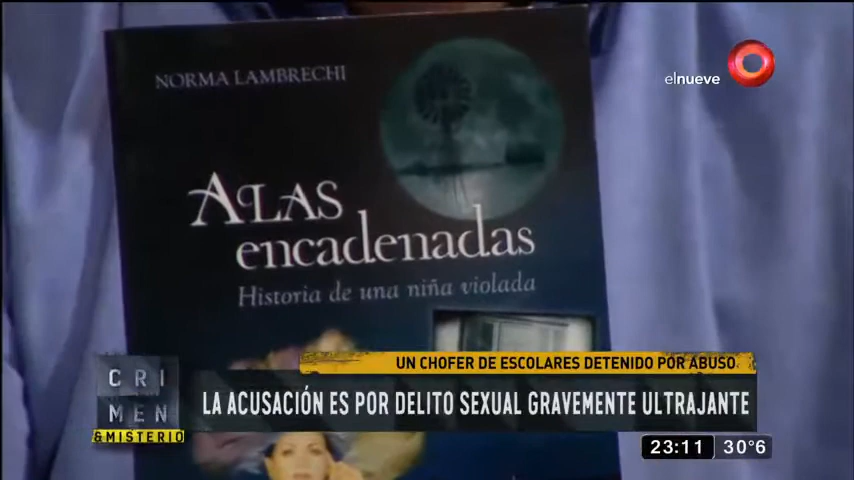 NORMA LAMBRECHI
elnueve
ALAS
encadenadas
Historia de una niña violada
UN CHOFER DE ESCOLARES DETENIDO POR ABUSO
CRI
MEN
&MISTERIO
LA ACUSACIÓN ES POR DELITO SEXUAL GRAVEMENTE ULTRAJANTE
23:11 30°6